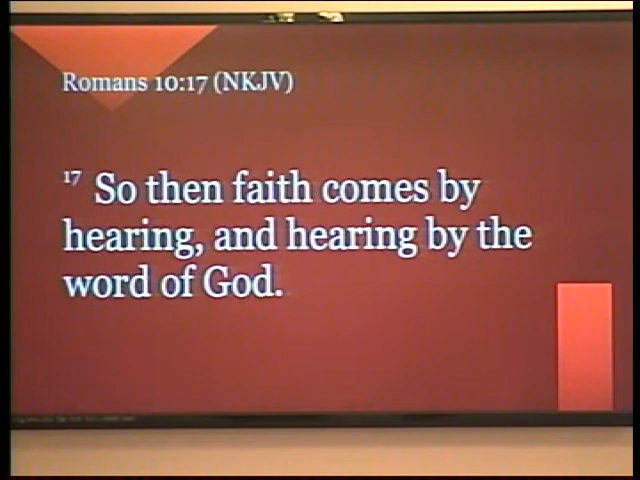 Romans 10:17 (NKJV)
17 So then faith comes by
hearing, and hearing by the
word of God.